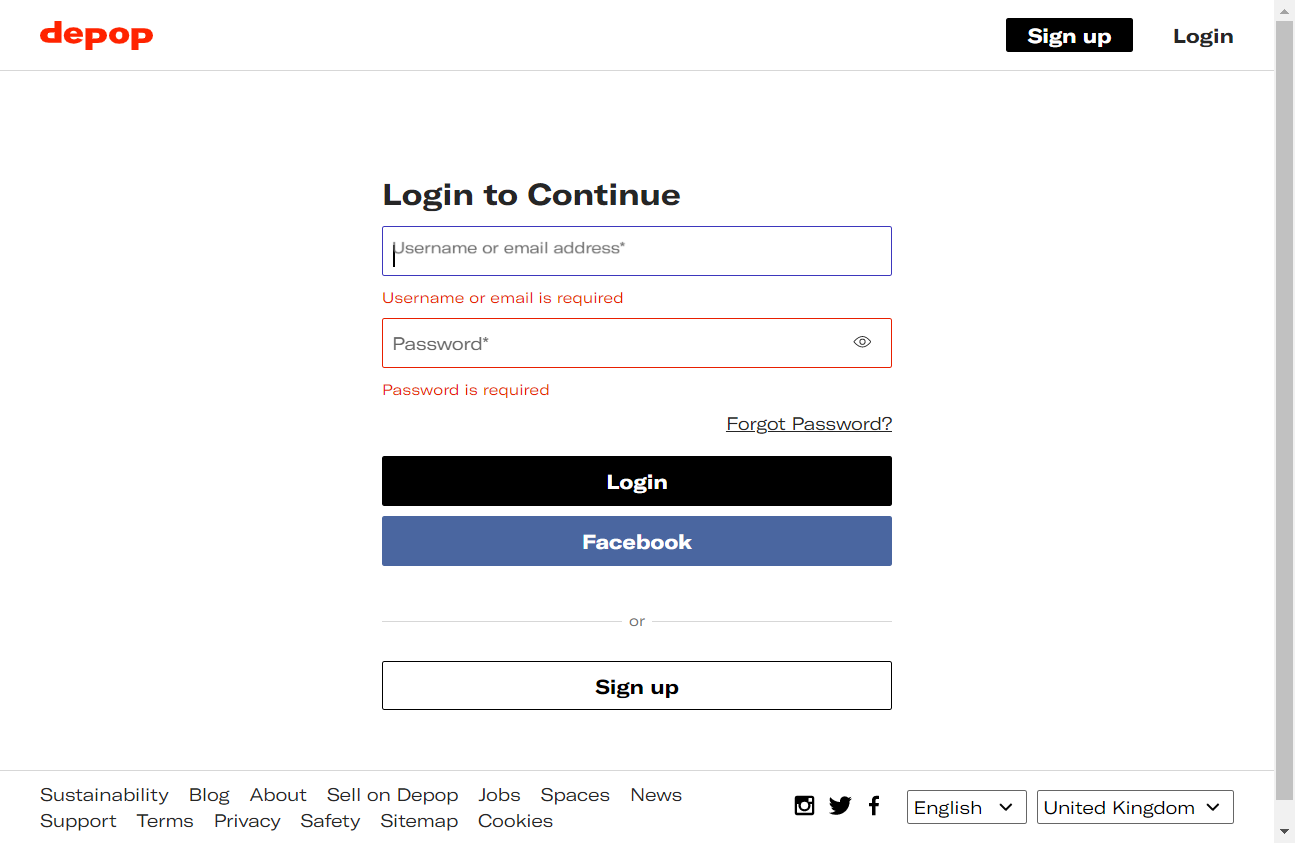 depop
Sign up
Login
Login to Continue
Username or email address*
Username or email is required
Password*
Password is required
Forgot Password?
Login
Facebook
or
Sign up
Sustainability Blog About Sell on Depop Jobs Spaces News
Support Terms Privacy Safety Sitemap Cookies
English
United Kingdom